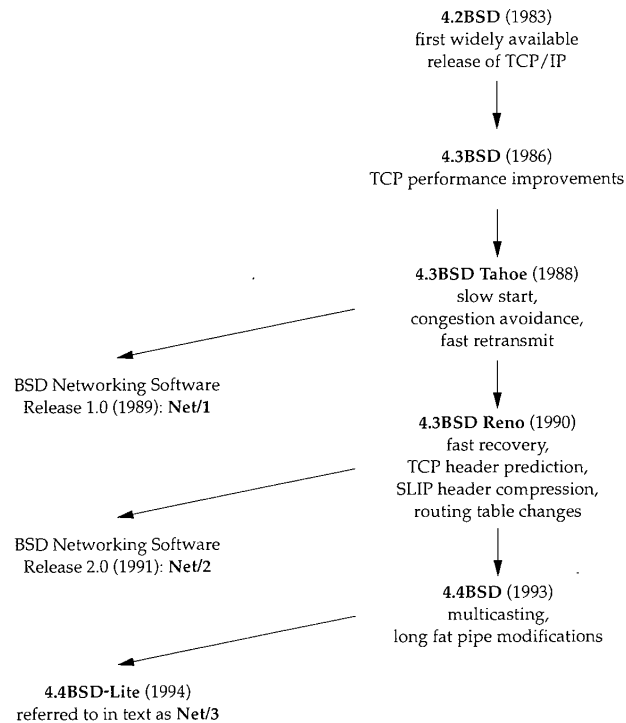 4.2BSD (1983)
first widely available
release of TCP/IP
4.3BSD (1986)
TCP performance improvements
4.3BSD Tahoe (1988)
slow start,
congestion avoidance,
fast retransmit
BSD Networking Software
Release 1.0 (1989): Net/1
4.3BSD Reno (1990)
fast recovery,
TCP header prediction,
SLIP header compression,
routing table changes
BSD Networking Software
Release 2.0 (1991): Net/2
4.4BSD (1993)
multicasting,
long fat pipe modifications
4.4BSD-Lite (1994)
referred to in text as Net/3